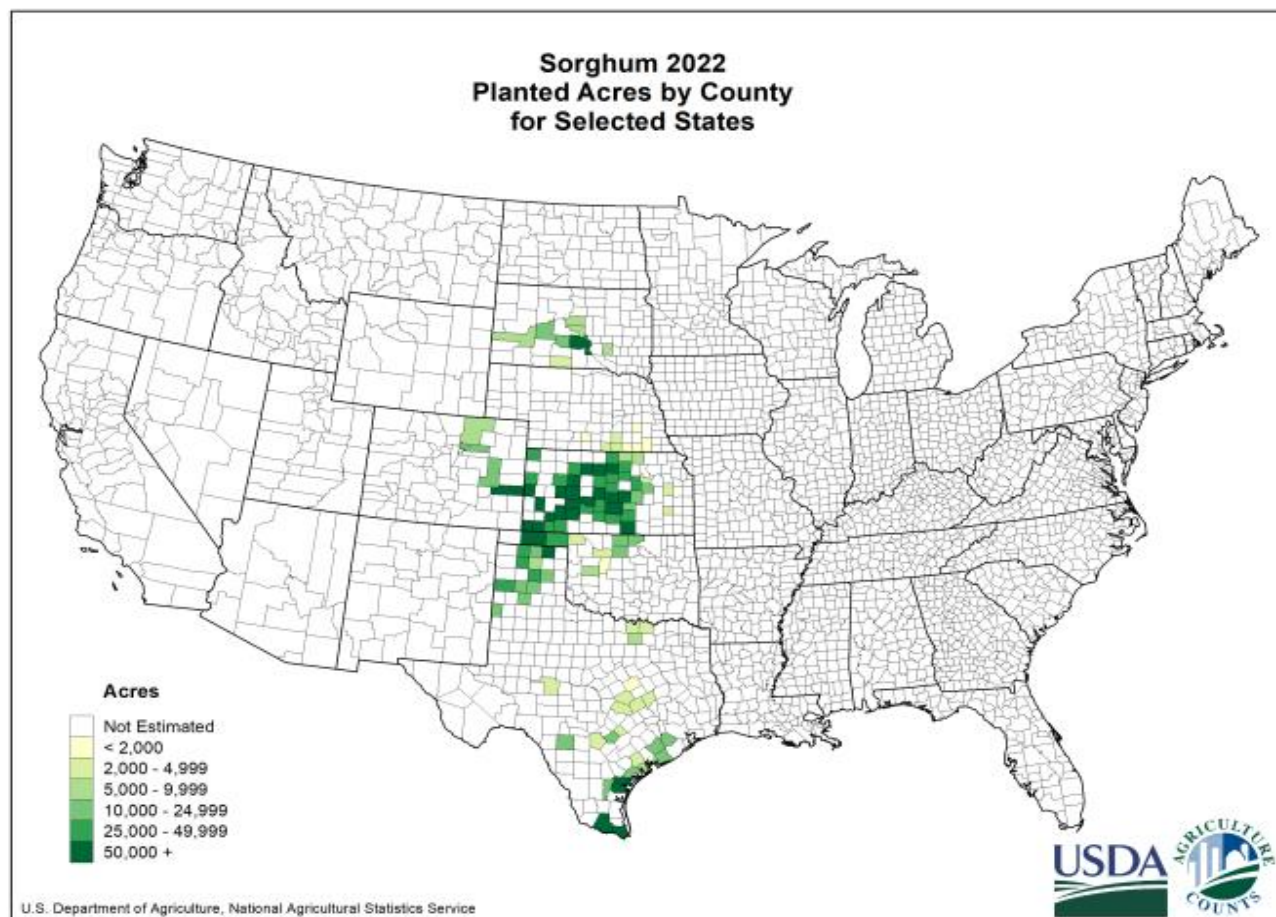 Sorghum 2022
Planted Acres by County
for Selected States
Acres
Not Estimated
< 2,000
2,000 - 4,999
5,000 - 9,999
10,000 - 24,999
25,000 - 49,999
50,000 +
USDA
AGRICULTURE
COUNTS
U.S. Department of Agriculture, National Agricultural Statistics Service